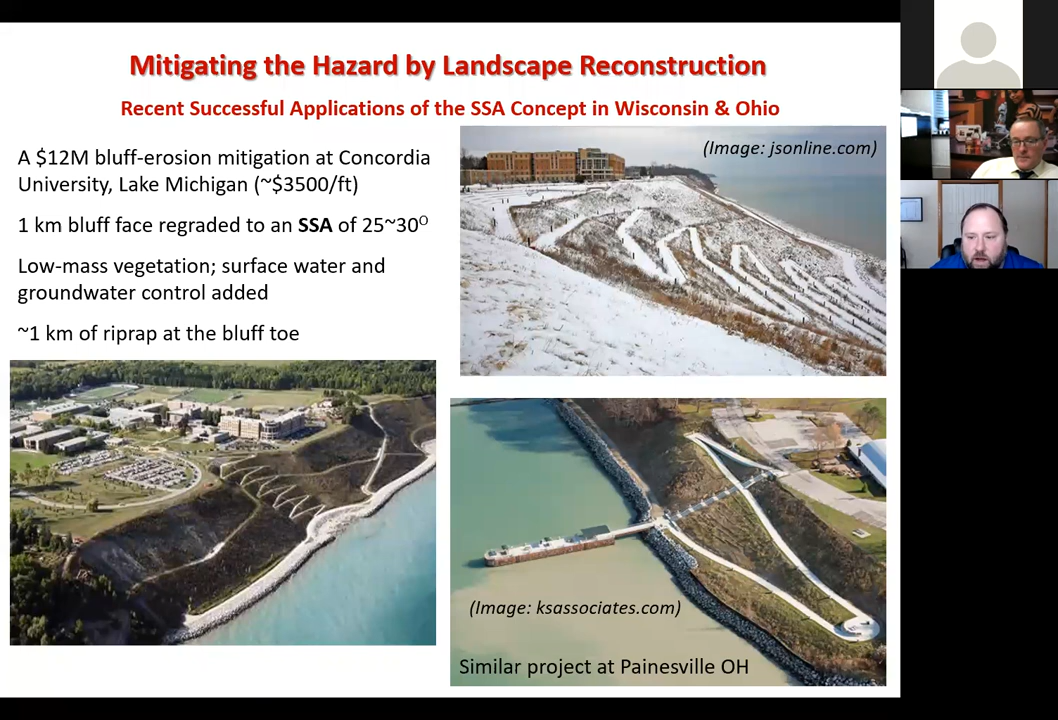 Mitigating the Hazard by Landscape Reconstruction
Recent Successful Applications of the SSA Concept in Wisconsin & Ohio
A $12M bluff-erosion mitigation at Concordia
University, Lake Michigan (~$3500/ft)
1 km bluff face regraded to an SSA of 25~30⁰
Low-mass vegetation; surface water and
groundwater control added
~1 km of riprap at the bluff toe
(Image: jsonline.com)
(Image: ksassociates.com)
Similar project at Painesville OH